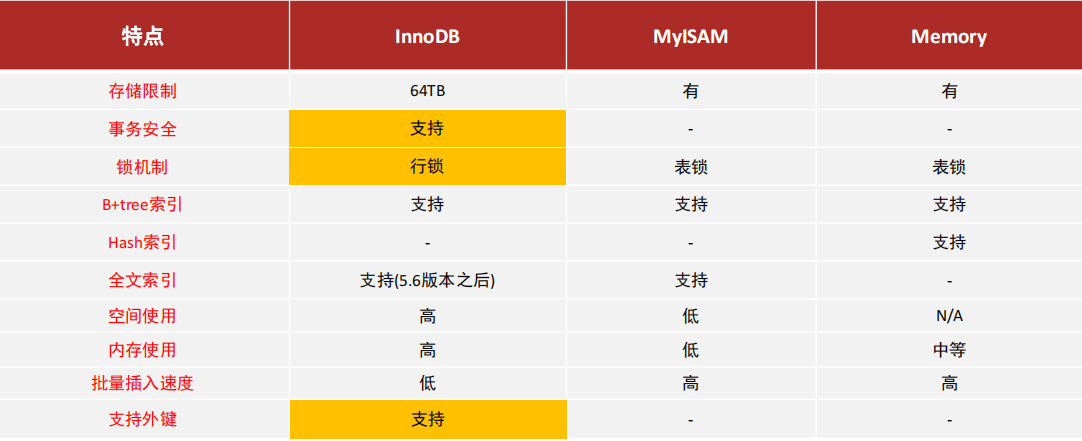 特点 InnoDB MyISAM Memory
存储限制 64TB 有 有
事务安全 支持 - -
锁机制 行锁 表锁 表锁
B+tree索引 支持 支持 支持
Hash索引 - - 支持
全文索引 支持(5.6版本之后) 支持 -
空间使用 高 低 N/A
内存使用 高 低 中等
批量插入速度 低 高 高
支持外键 支持 - -